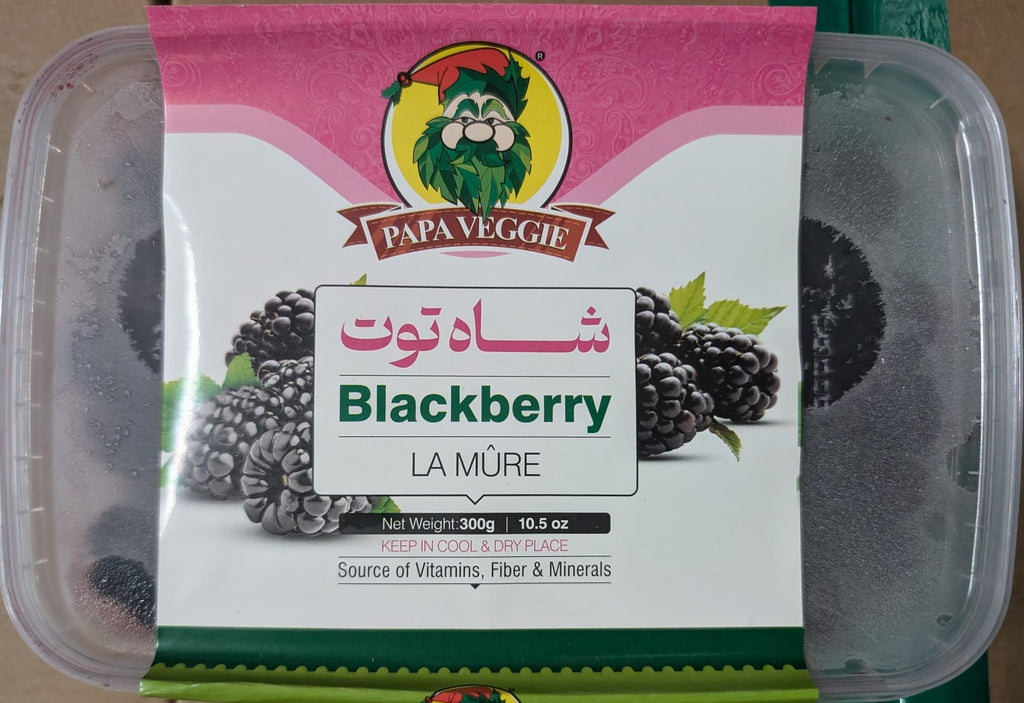 ®
PAPA VEGGIE
شاه توت
Blackberry
LA MÛRE
Net Weight:300g | 10.5 oz
KEEP IN COOL & DRY PLACE
Source of Vitamins, Fiber & Minerals